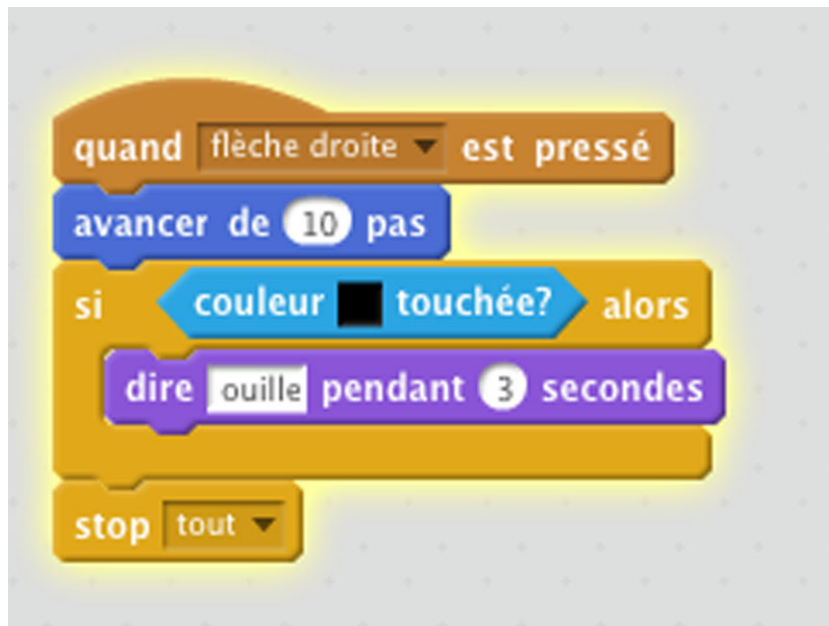 quand flèche droite est pressé
avancer de 10 pas
si couleur touchée? alors
dire ouille pendant 3 secondes
stop tout